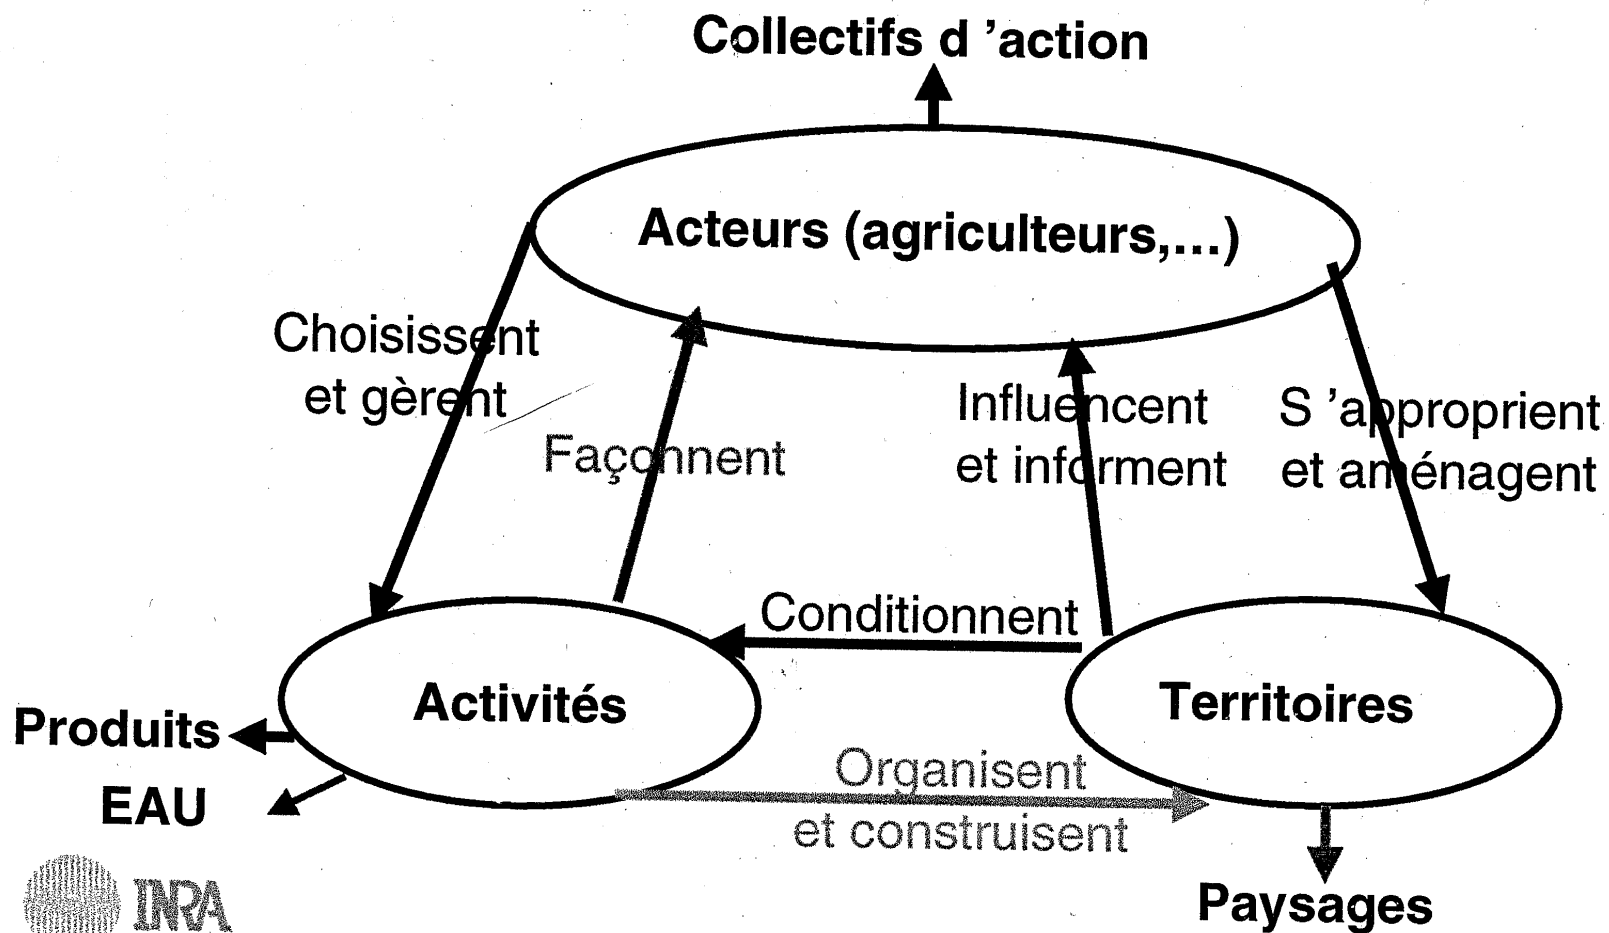 Collectifs d ’action
Acteurs (agriculteurs,...)
Choisissent
et gèrent
Façonnent
Influencent
et informent
S ’approprient
et aménagent
Conditionnent
Activités
Territoires
Produits
EAU
Organisent
et construisent
Paysages
INRA